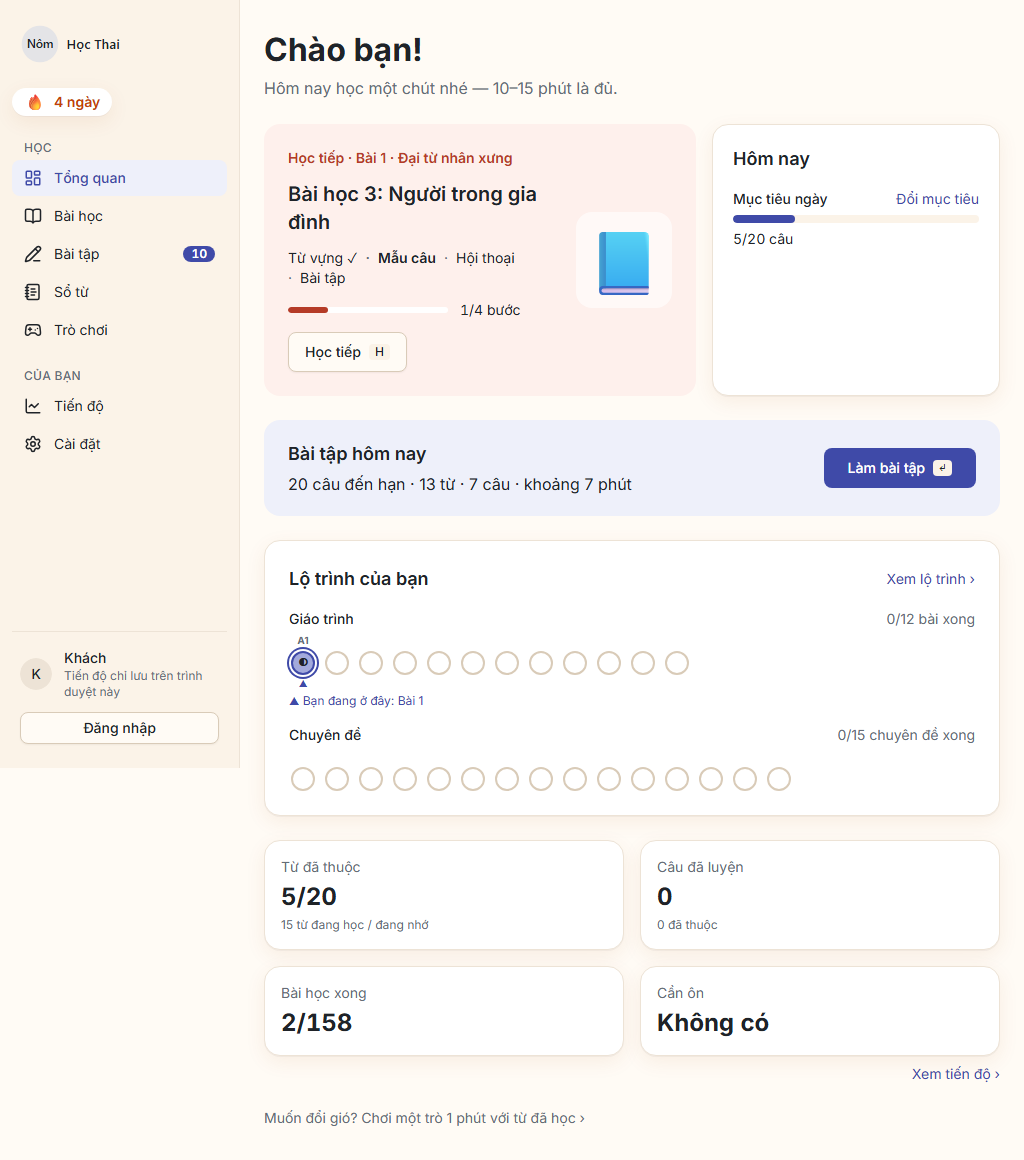 Nôm Học Thai
4 ngày
HỌC
Tổng quan
Bài học
Bài tập 10
Sổ từ
Trò chơi
CỦA BẠN
Tiến độ
Cài đặt
K
Khách
Tiến độ chỉ lưu trên trình
duyệt này
Đăng nhập
Chào bạn!
Hôm nay học một chút nhé — 10–15 phút là đủ.
Học tiếp · Bài 1 · Đại từ nhân xưng
Bài học 3: Người trong gia
đình
Từ vựng ✓ · Mẫu câu · Hội thoại
· Bài tập
1/4 bước
Học tiếp H
Hôm nay
Mục tiêu ngày Đổi mục tiêu
5/20 câu
Bài tập hôm nay
20 câu đến hạn · 13 từ · 7 câu · khoảng 7 phút
Làm bài tập ↵
Lộ trình của bạn Xem lộ trình ›
Giáo trình 0/12 bài xong
A1
▲ Bạn đang ở đây: Bài 1
Chuyên đề 0/15 chuyên đề xong
Từ đã thuộc
5/20
15 từ đang học / đang nhớ
Câu đã luyện
0
0 đã thuộc
Bài học xong
2/158
Cần ôn
Không có
Xem tiến độ ›
Muốn đổi gió? Chơi một trò 1 phút với từ đã học ›